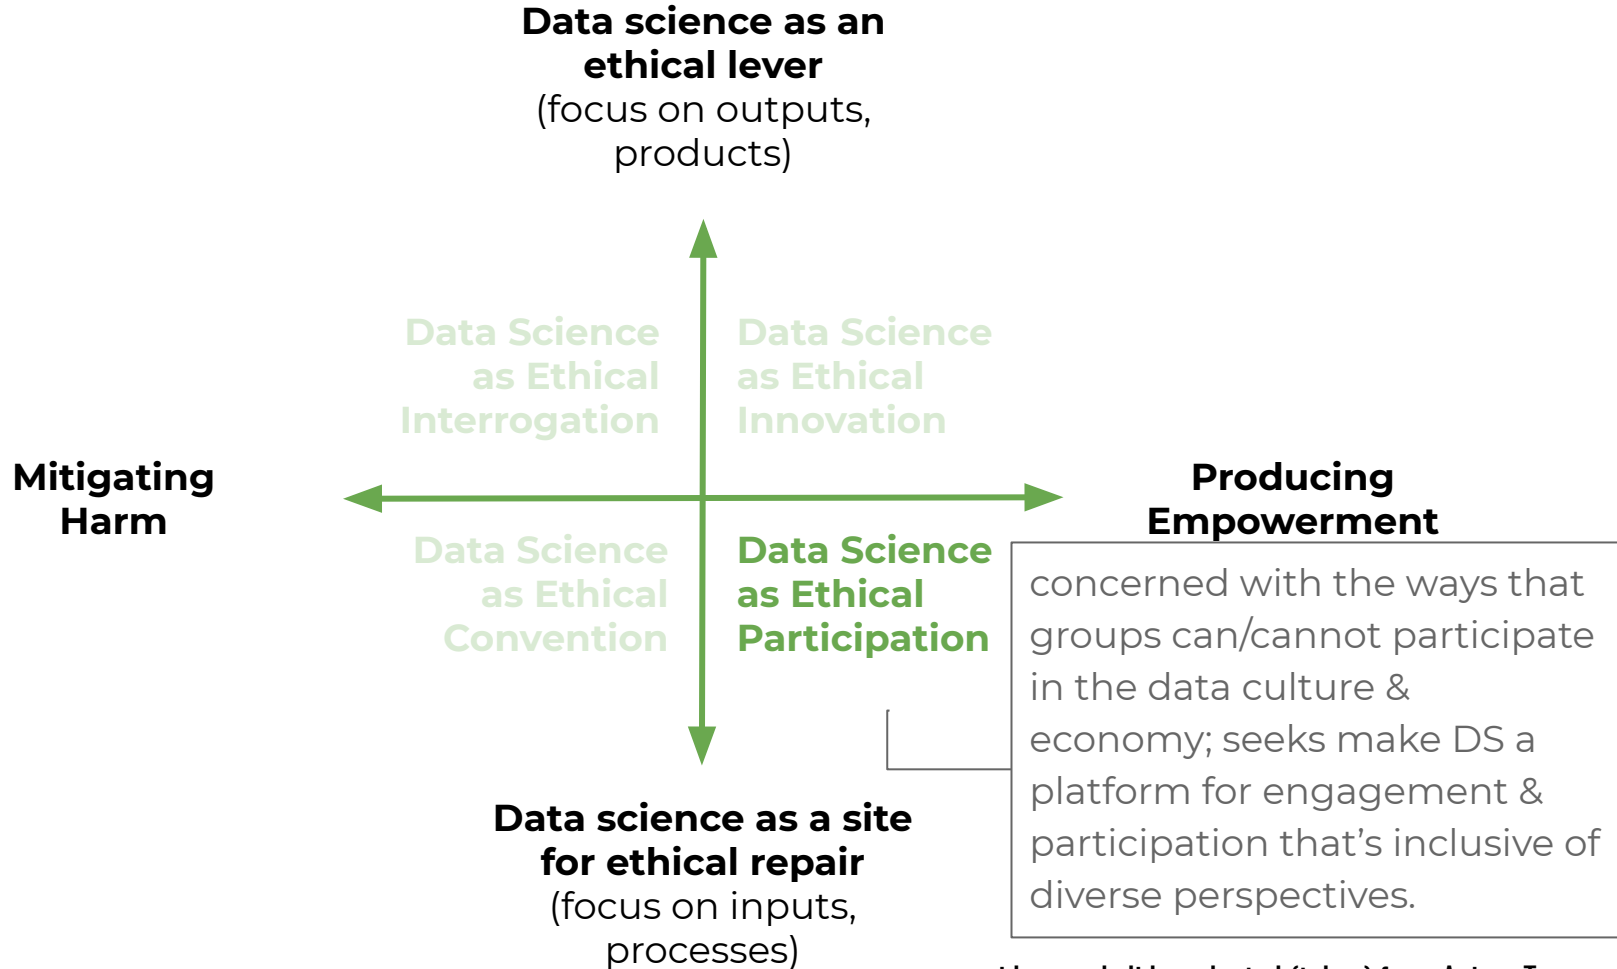 Data science as an
ethical lever
(focus on outputs,
products)
Data Science
as Ethical
Interrogation
Data Science
as Ethical
Innovation
Mitigating
Harm
Producing
Empowerment
Data Science
as Ethical
Convention
Data Science
as Ethical
Participation
concerned with the ways that
groups can/cannot participate
in the data culture &
economy; seeks make DS a
platform for engagement &
participation that's inclusive of
diverse perspectives.
Data science as a site
for ethical repair
(focus on inputs,
processes)